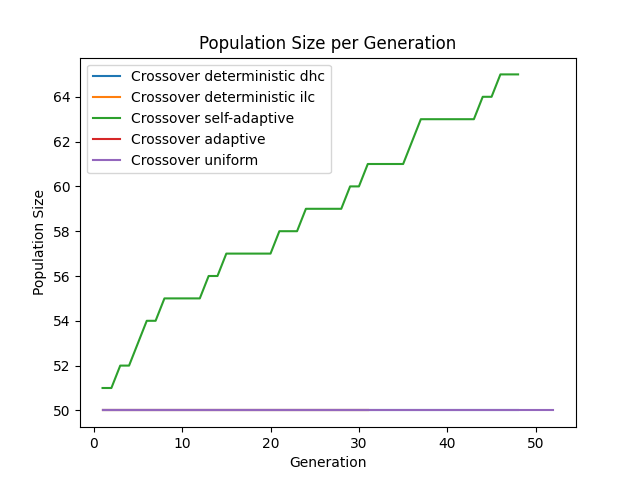 Population Size per Generation
Crossover deterministic dhc
Crossover deterministic ilc
Crossover self-adaptive
Crossover adaptive
Crossover uniform
64
62
60
58
56
54
52
50
Population Size
0 10 20 30 40 50
Generation